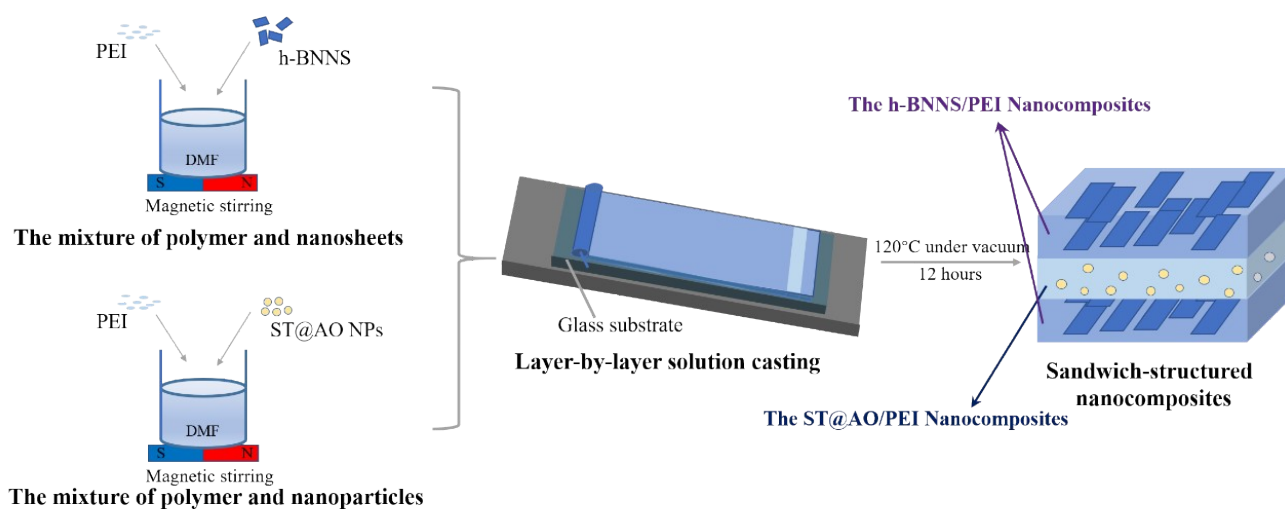 PEI
h-BNNS
DMF
S N
Magnetic stirring
The mixture of polymer and nanosheets
PEI
ST@AO NPs
DMF
S N
Magnetic stirring
The mixture of polymer and nanoparticles
Glass substrate
Layer-by-layer solution casting
120°C under vacuum
12 hours
The h-BNNS/PEI Nanocomposites
The ST@AO/PEI Nanocomposites
Sandwich-structured
nanocomposites